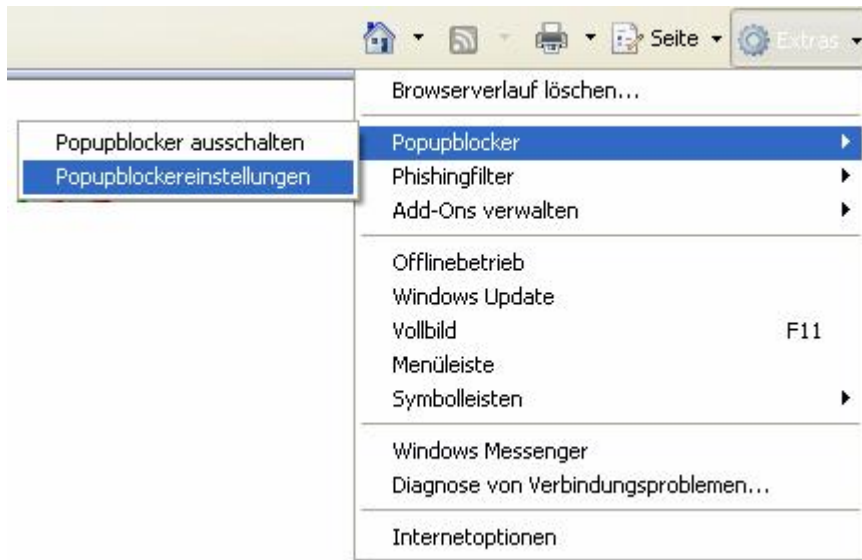 Seite Extras
Browserverlauf löschen...
Popupblocker ausschalten
Popupblockereinstellungen
Popupblocker
Phishingfilter
Add-Ons verwalten
Offlinebetrieb
Windows Update
Vollbild F11
Menüleiste
Symbolleisten
Windows Messenger
Diagnose von Verbindungsproblemen...
Internetoptionen